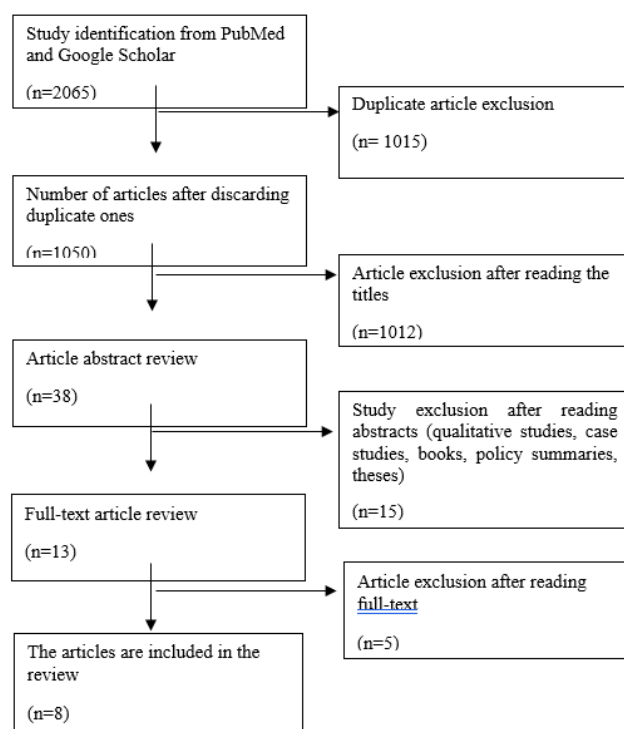 Study identification from PubMed
and Google Scholar
(n=2065)
Duplicate article exclusion
(n= 1015)
Number of articles after discarding
duplicate ones
(n=1050)
Article exclusion after reading the
titles
(n=1012)
Article abstract review
(n=38)
Study exclusion after reading
abstracts (qualitative studies, case
studies, books, policy summaries,
theses)
(n=15)
Full-text article review
(n=13)
Article exclusion after reading
full-text
(n=5)
The articles are included in the
review
(n=8)